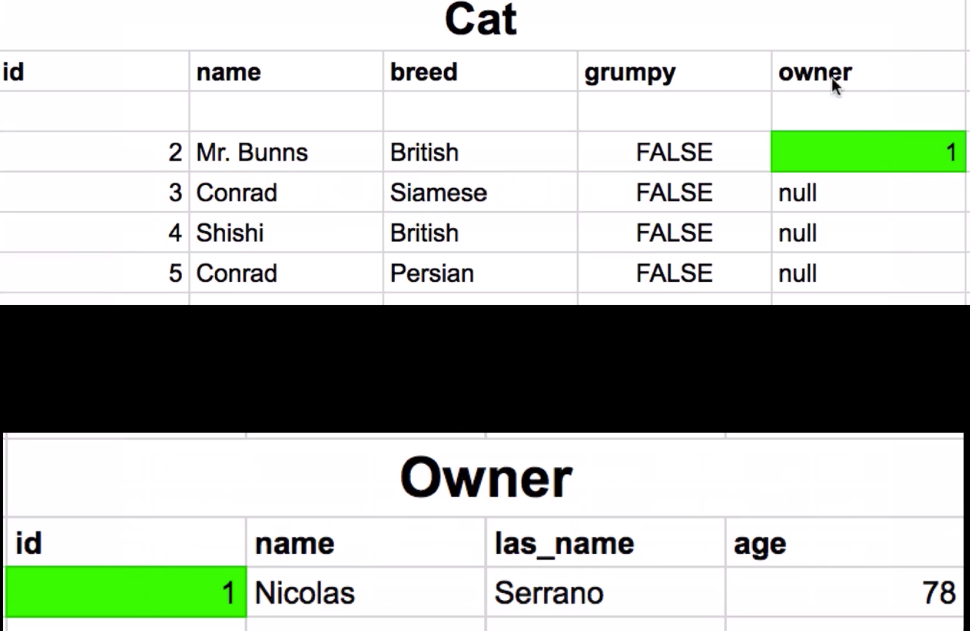 Cat
id name breed grumpy owner
2 Mr. Bunns British FALSE 1
3 Conrad Siamese FALSE null
4 Shishi British FALSE null
5 Conrad Persian FALSE null
Owner
id name las_name age
1 Nicolas Serrano 78